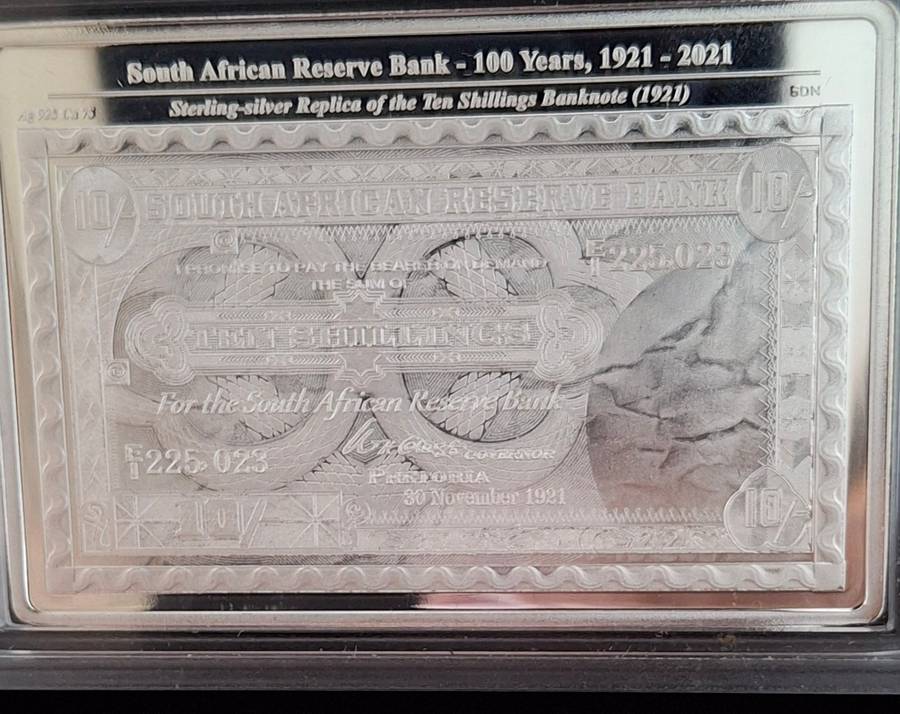 South African Reserve Bank - 100 Years, 1921 - 2021
Sterling-silver Replica of the Ten Shillings Banknote (1921)
Ag 925 Cu 75
10/ SOUTH AFRICAN RESERVE BANK 10/
I PROMISE TO PAY THE BEARER ON DEMAND
THE SUM OF
225,023
TEN SHILLINGS
©
For the South African Reserve Bank
GOVERNOR
225,023
PRETORIA
30 November 1921
10/
10/